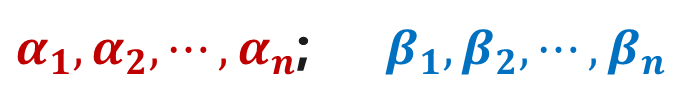 α₁, α₂, ⋯ , αₙ; β₁, β₂, ⋯ , βₙ